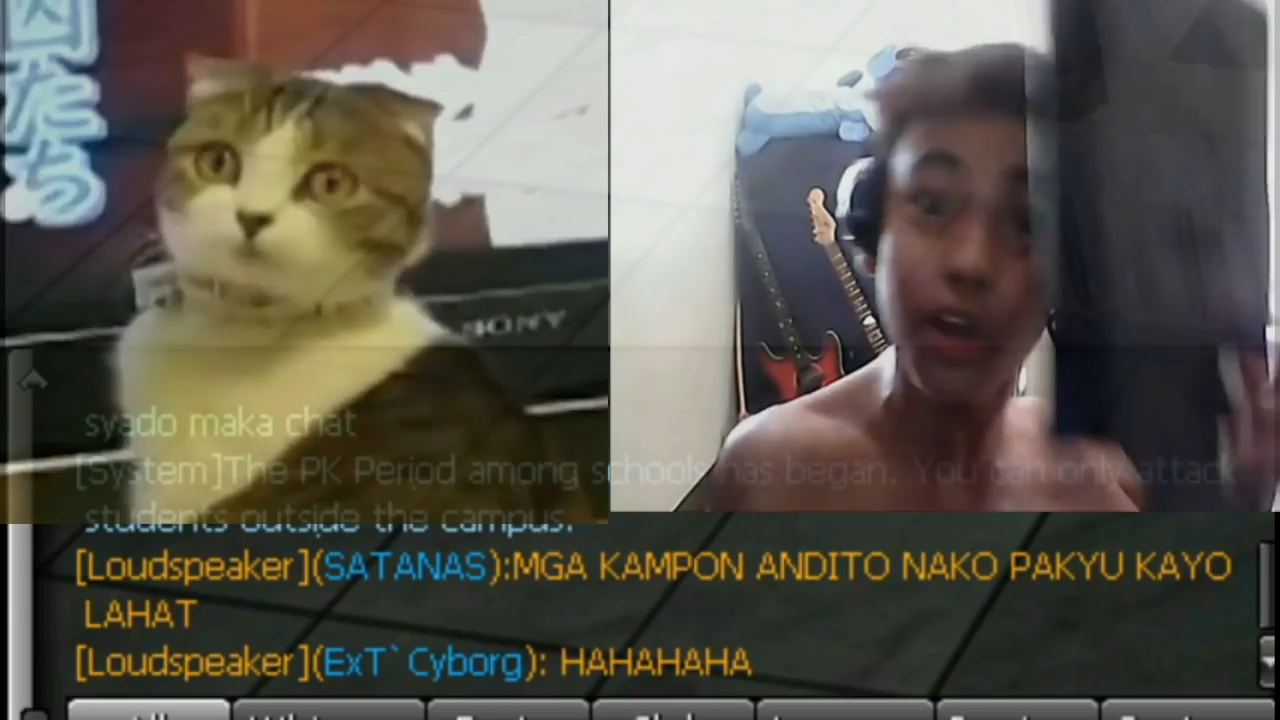 囚たち
SONY
syado maka chat
[System]The PK Period among schools has began. You can only attack
students outside the campus.
[Loudspeaker](SATANAS):MGA KAMPON ANDITO NAKO PAKYU KAYO
LAHAT
[Loudspeaker](ExT`Cyborg): HAHAHAHA